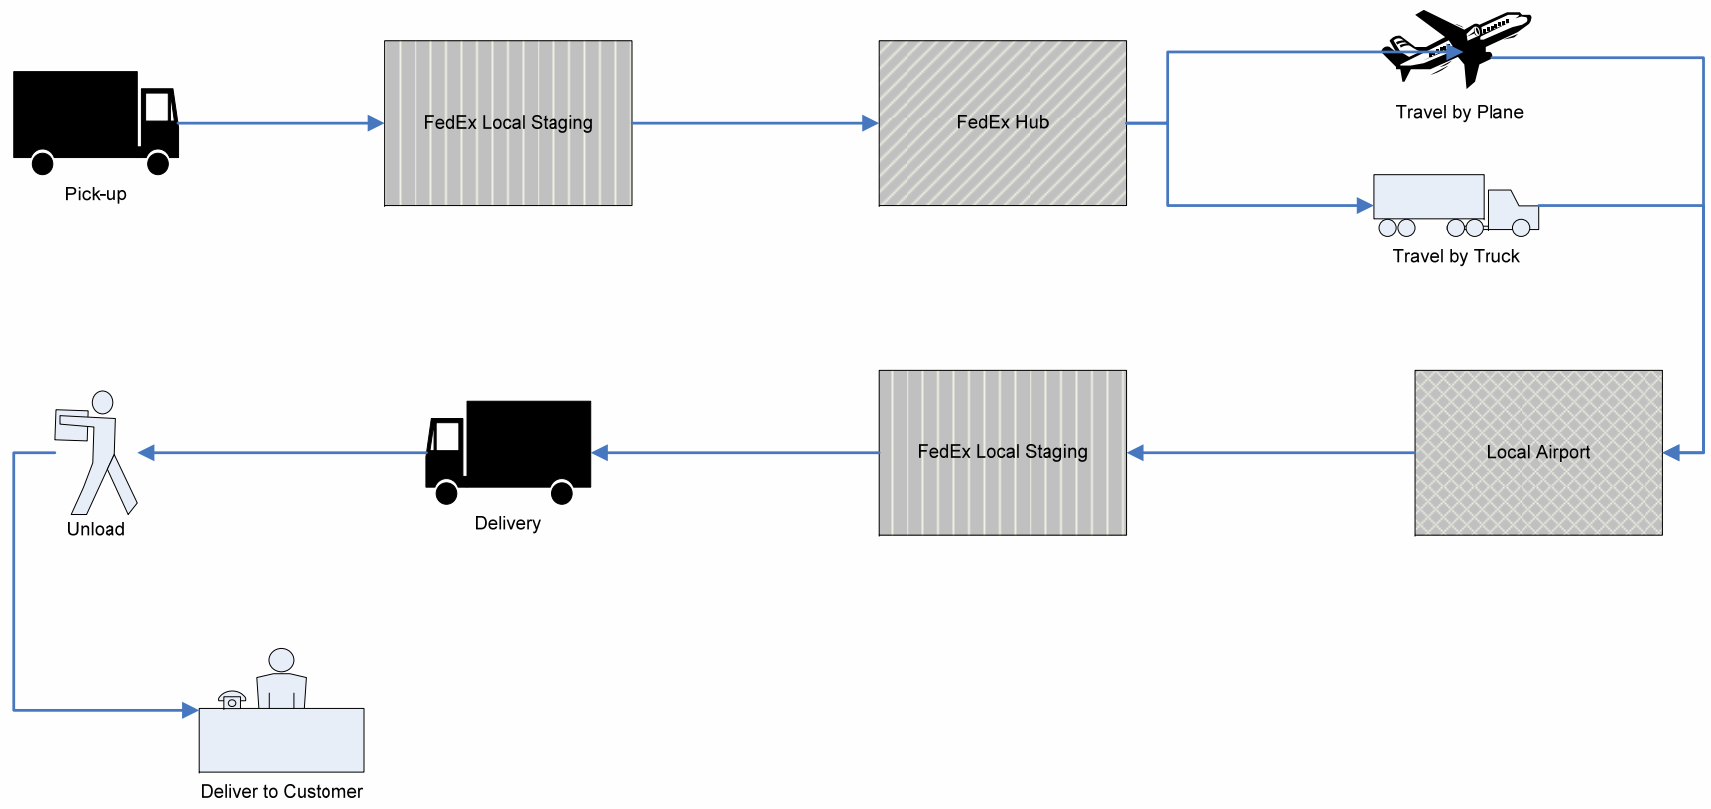 FedEx Local Staging
FedEx Hub
Travel by Plane
Pick-up
Travel by Truck
Local Airport
FedEx Local Staging
Delivery
Unload
Deliver to Customer